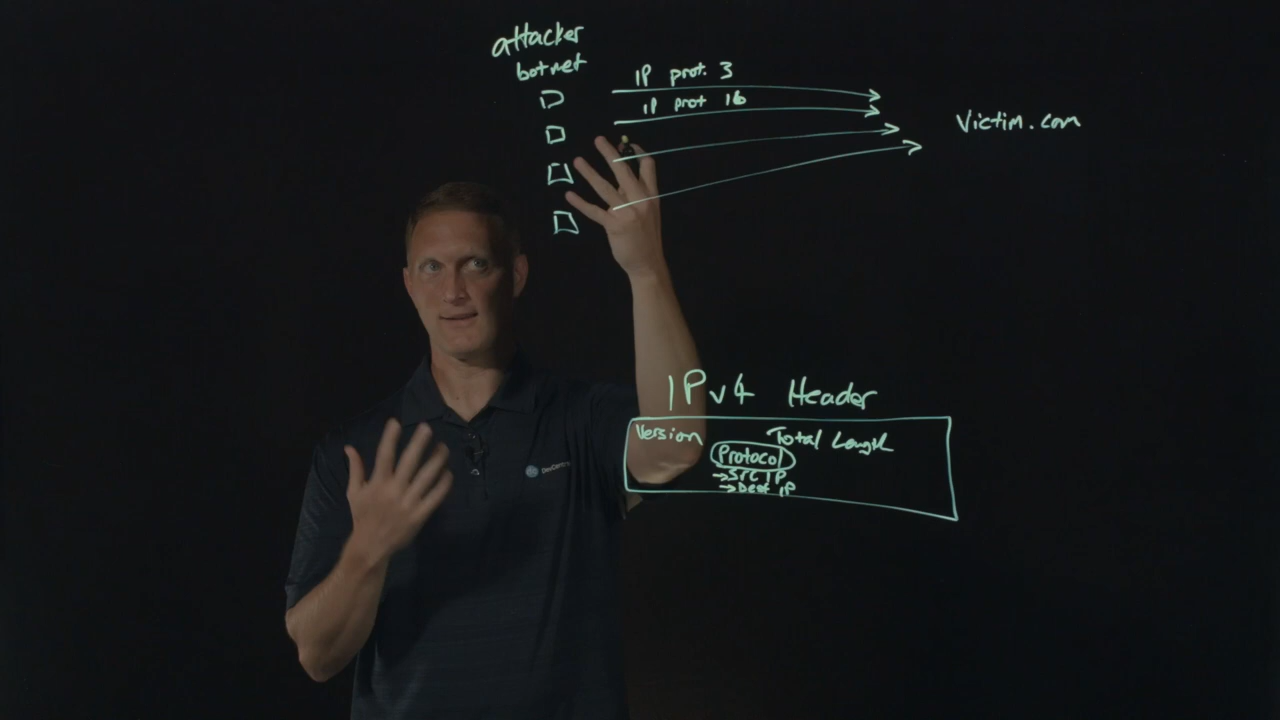 attacker
botnet
IP prot. 3
IP prot 16
Victim.com
IPv4 Header
Version Total Length
Protocol
→Src IP
→Dest IP
DevCentral